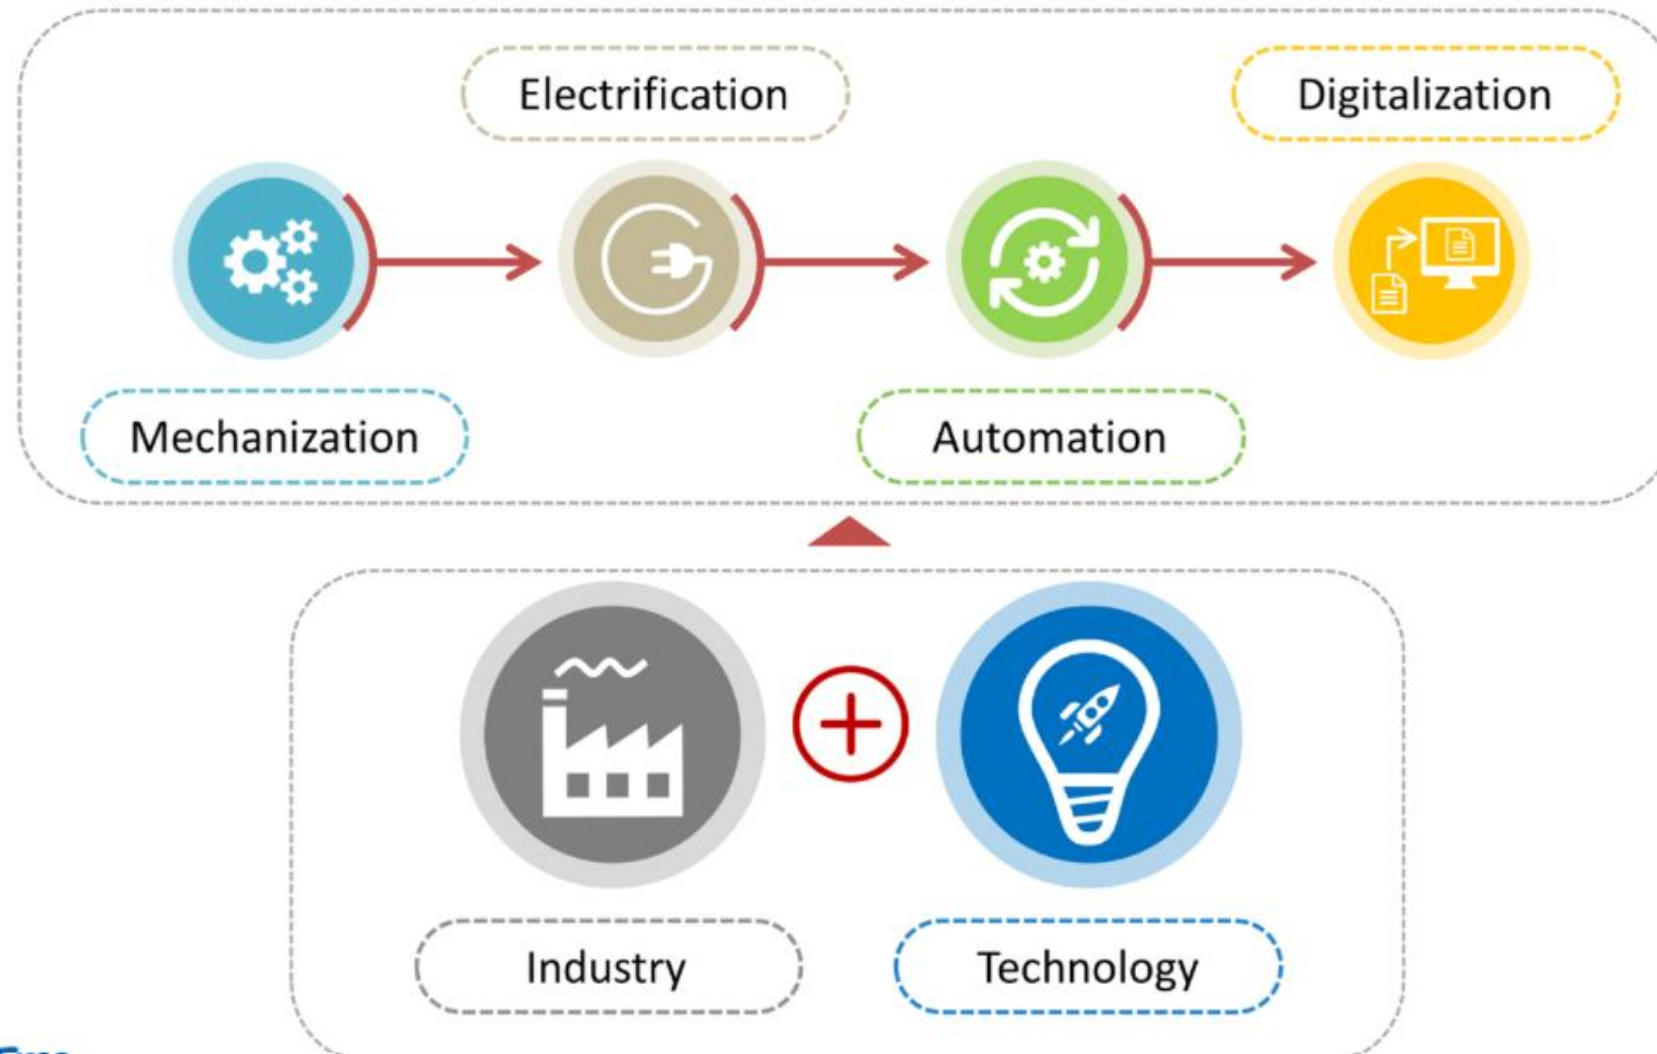 Electrification
Digitalization
Mechanization
Automation
Industry
Technology